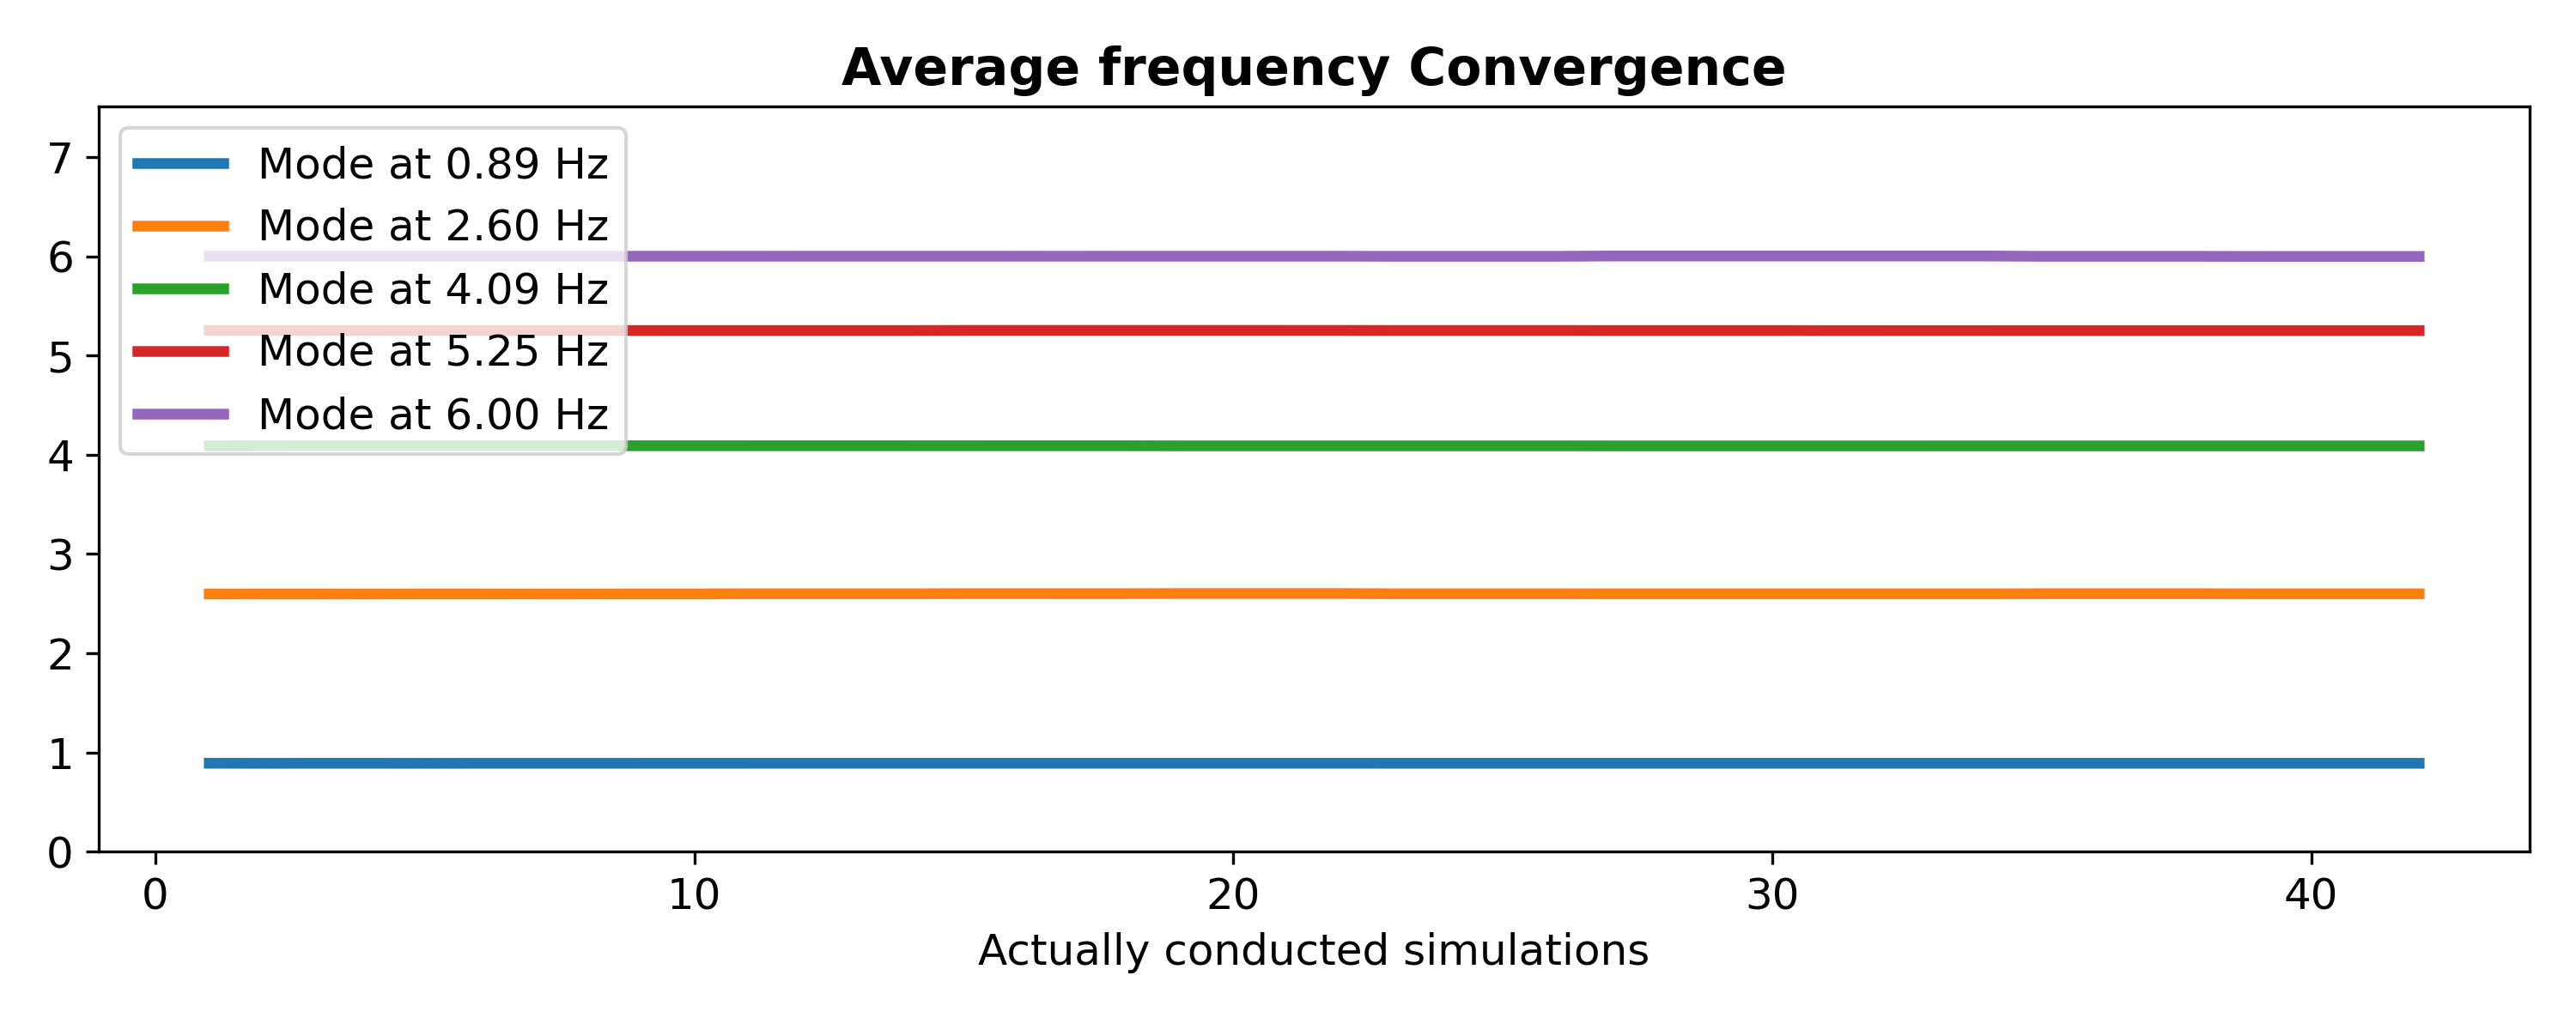 Average frequency Convergence
Mode at 0.89 Hz
Mode at 2.60 Hz
Mode at 4.09 Hz
Mode at 5.25 Hz
Mode at 6.00 Hz
7
6
5
4
3
2
1
0
0 10 20 30 40
Actually conducted simulations